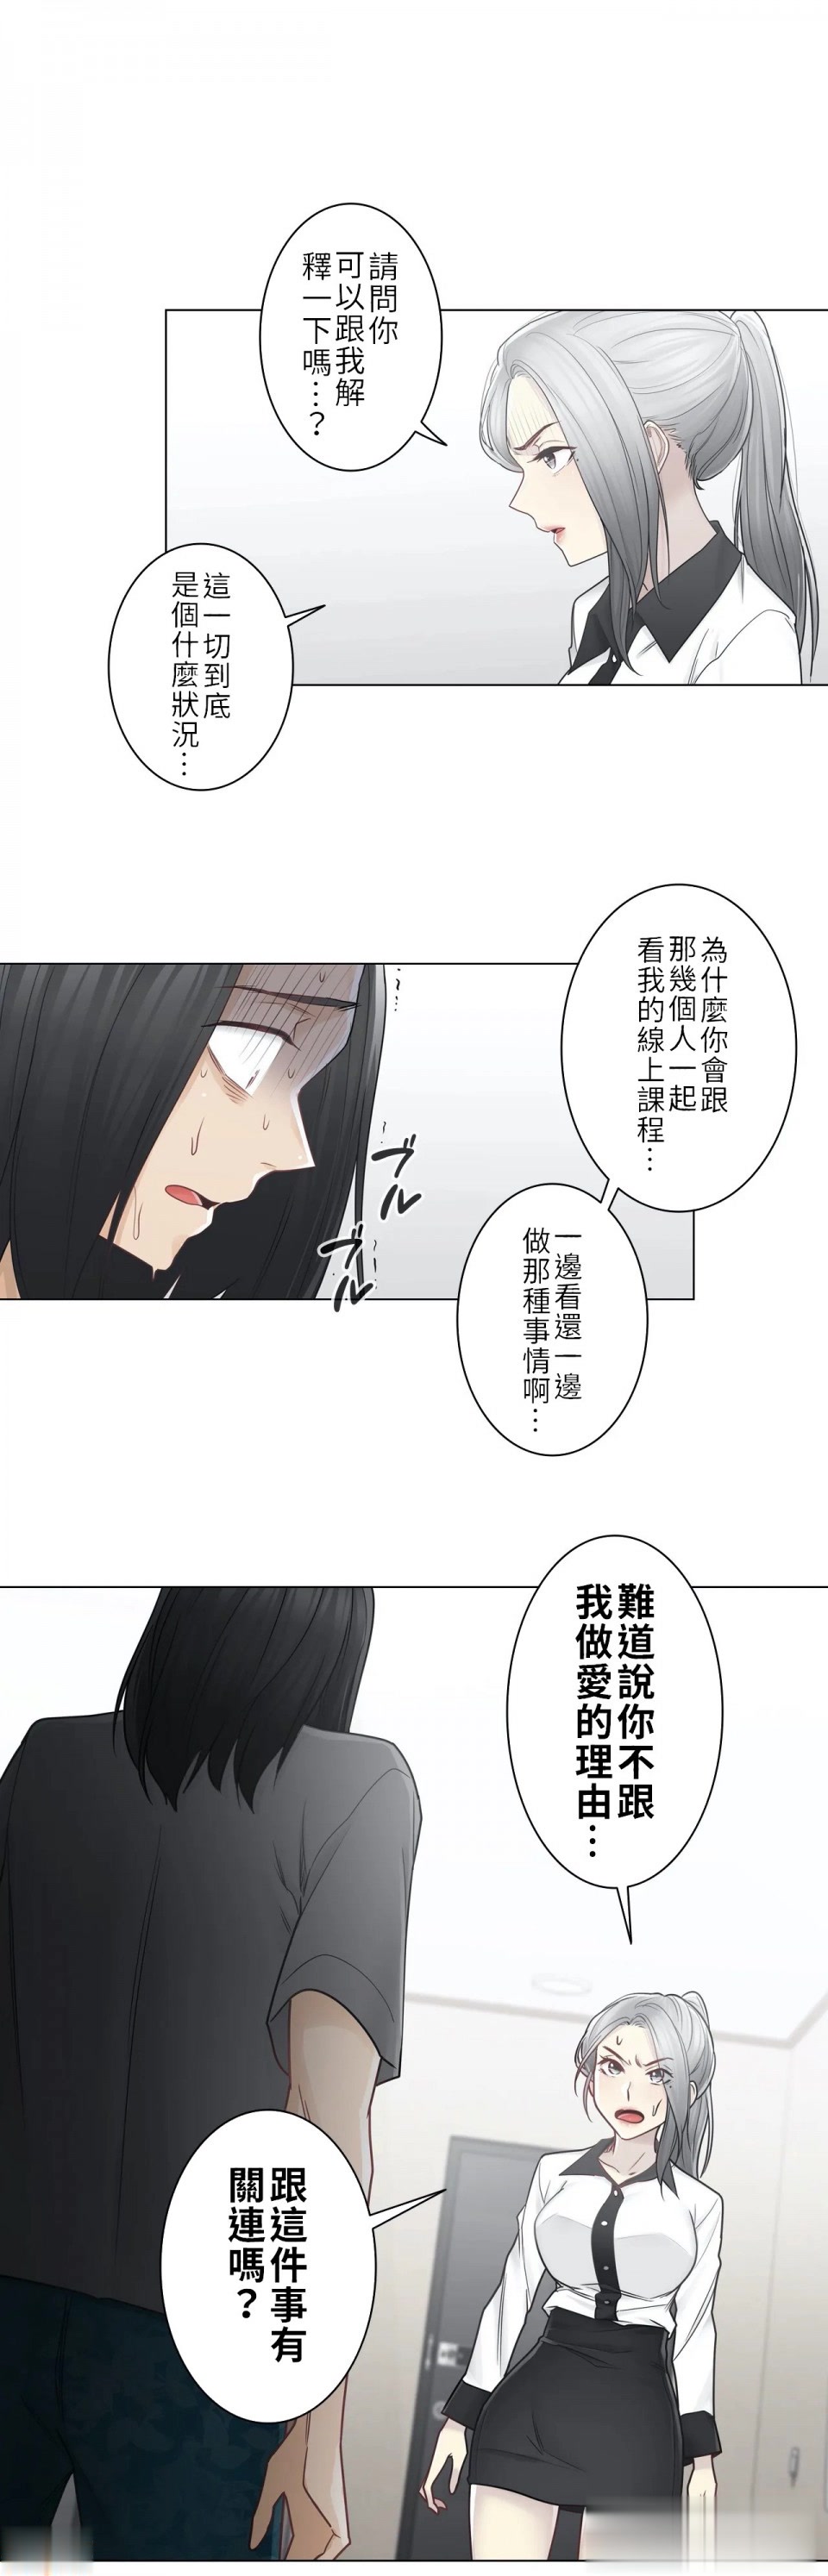 請問你
可以跟我解
釋一下嗎…？
這一切到底
是個什麼狀況…
為什麼你會跟
那幾個人一起
看我的線上課程…
ブル
ブル
一邊看還一邊
做那種事情啊…
難道說你不跟
我做愛的理由…
跟這件事有
關連嗎？